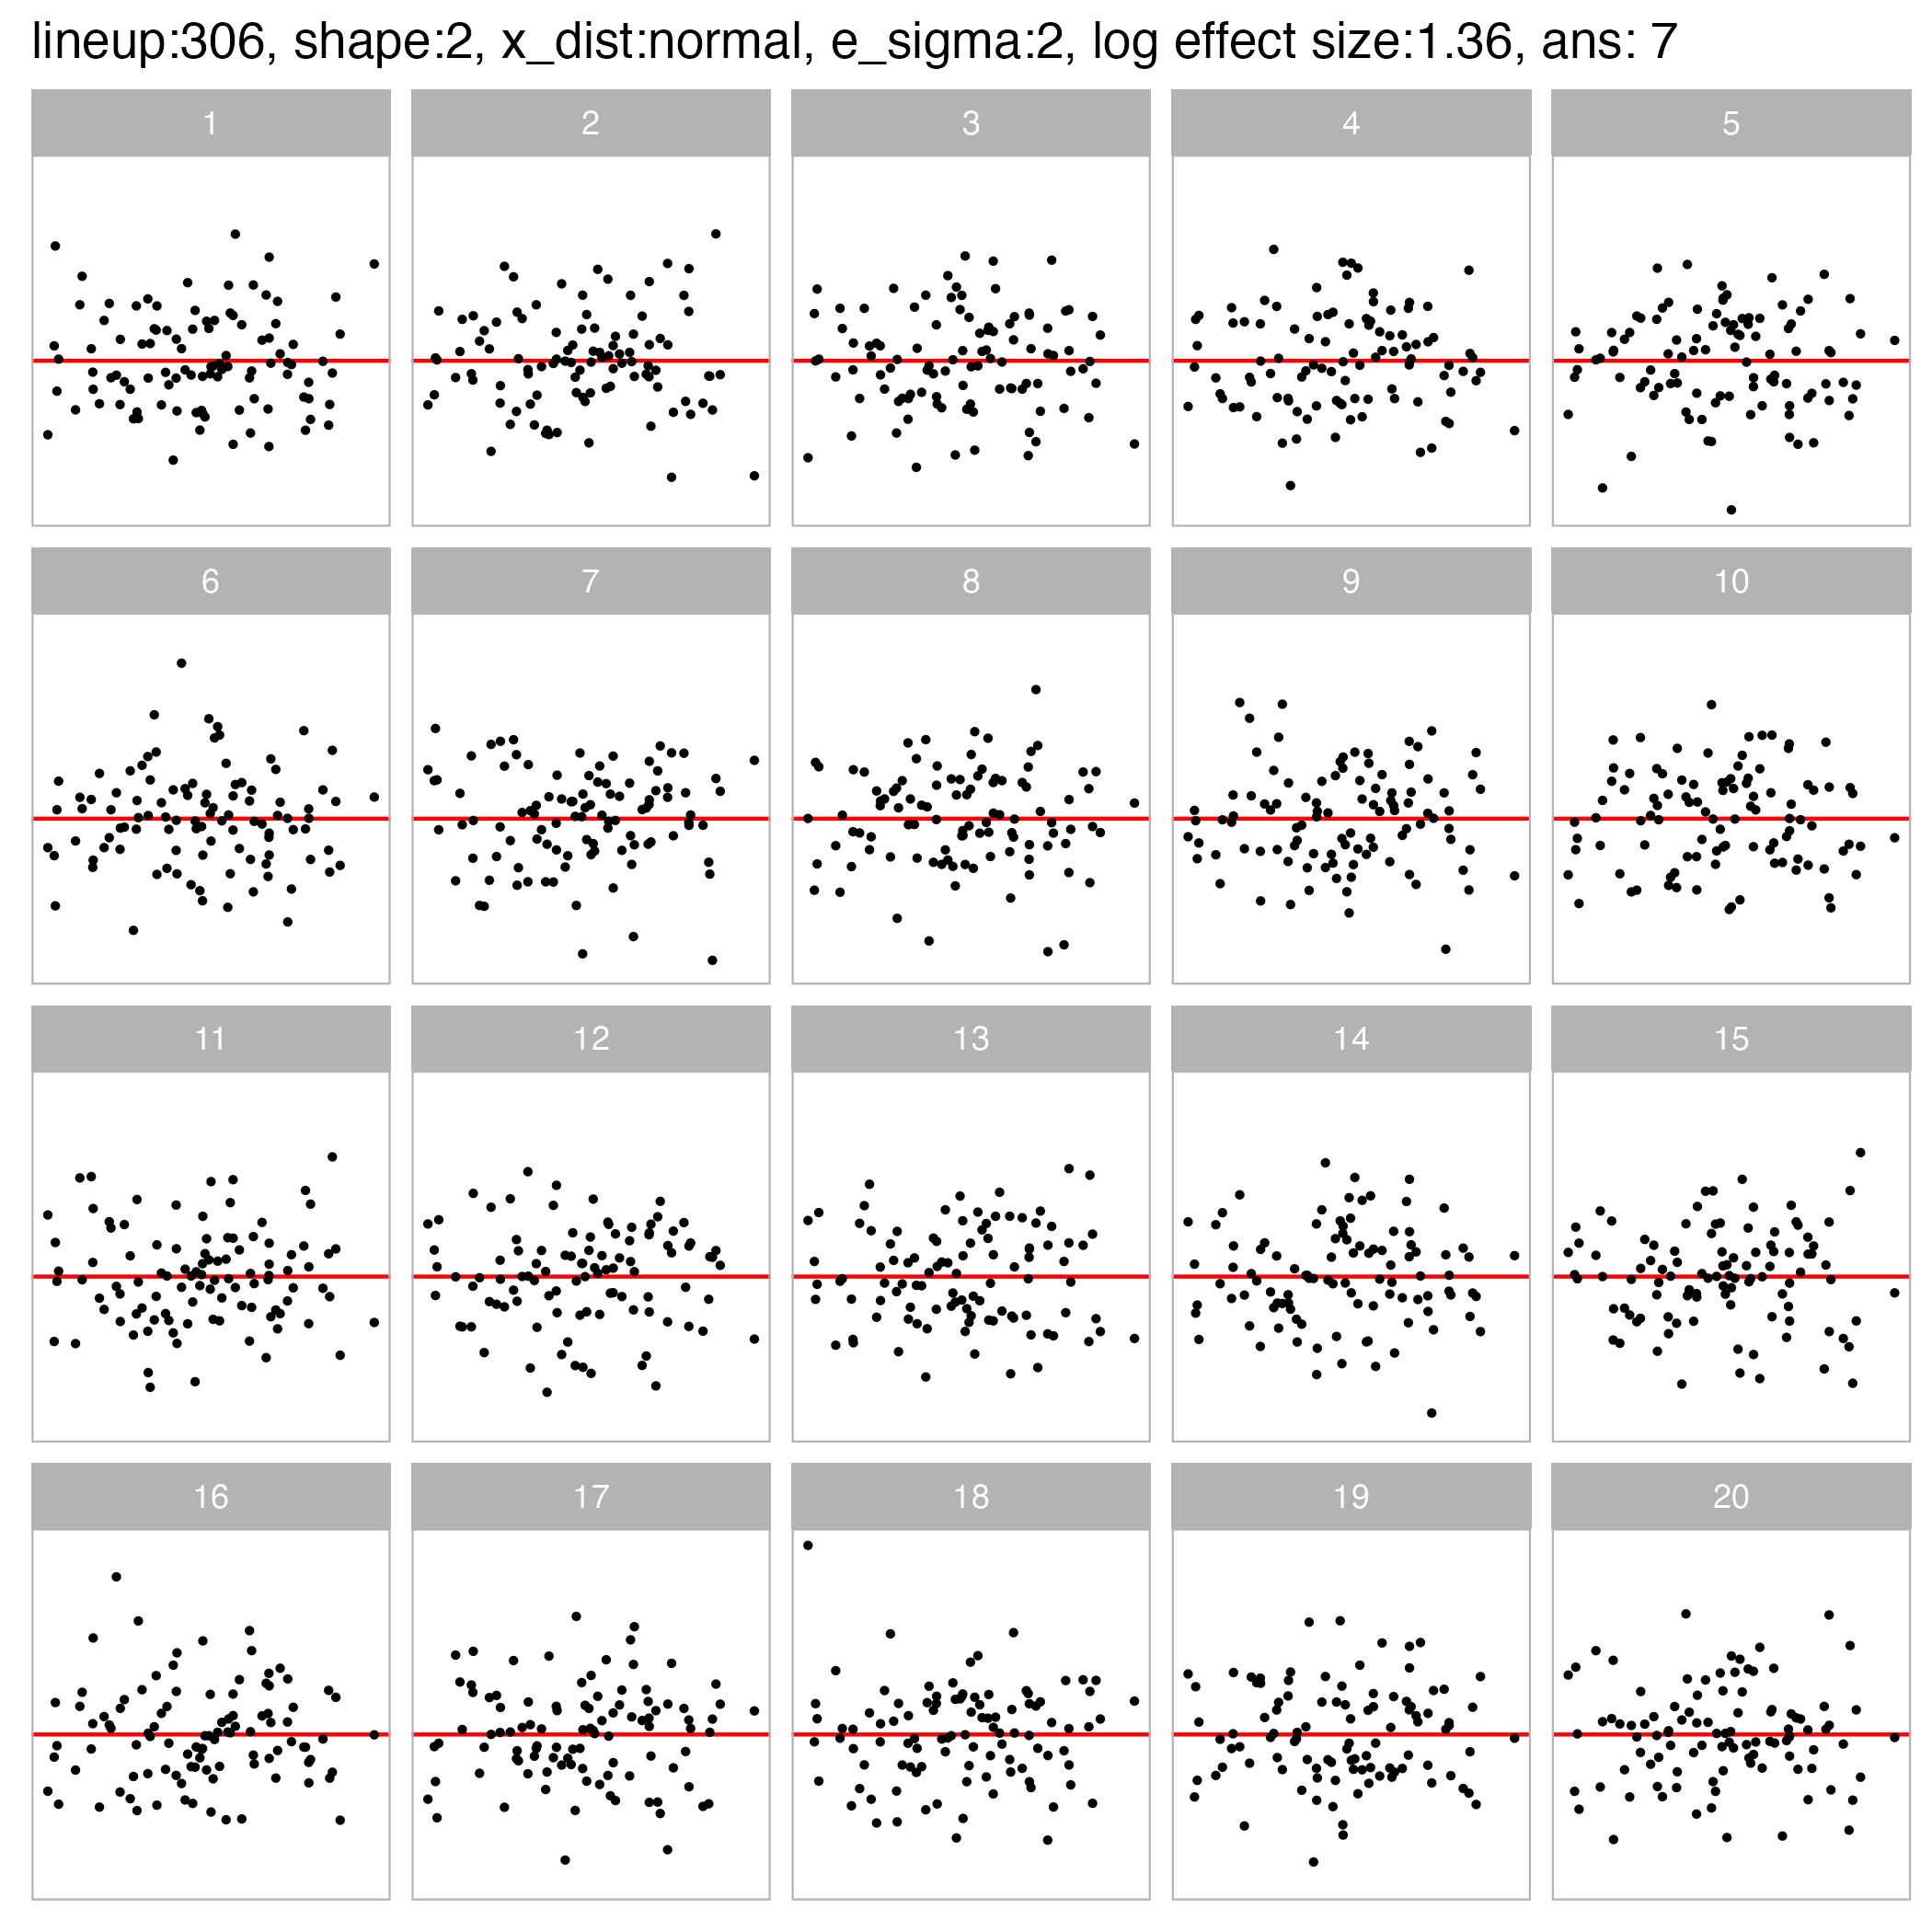 lineup:306, shape:2, x_dist:normal, e_sigma:2, log effect size:1.36, ans: 7
1 2 3 4 5
6 7 8 9 10
11 12 13 14 15
16 17 18 19 20